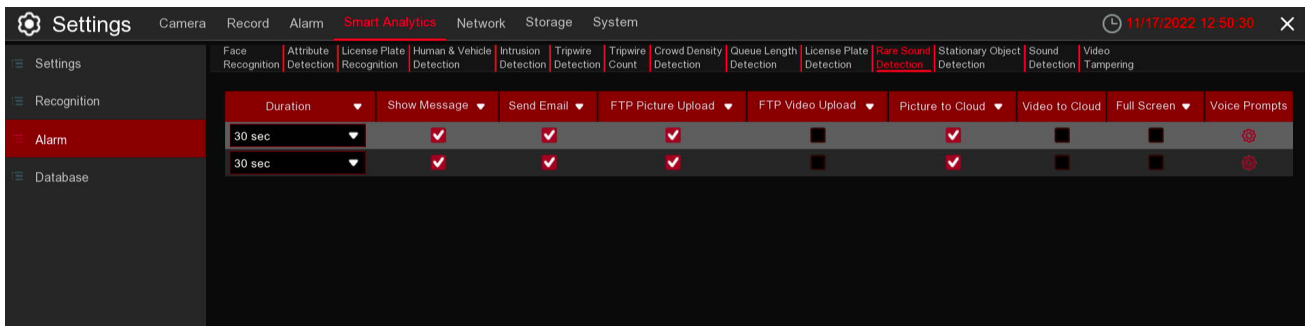 Settings Camera Record Alarm Smart Analytics Network Storage System 11/17/2022 12:50:30
Face Attribute License Plate Human & Vehicle Intrusion Tripwire Tripwire Crowd Density Queue Length License Plate Rare Sound Stationary Object Sound Video
Recognition Detection Recognition Detection Detection Detection Count Detection Detection Detection Detection Detection Detection Tampering
Settings
Recognition
Alarm
Database
Duration Show Message Send Email FTP Picture Upload FTP Video Upload Picture to Cloud Video to Cloud Full Screen Voice Prompts
30 sec
30 sec